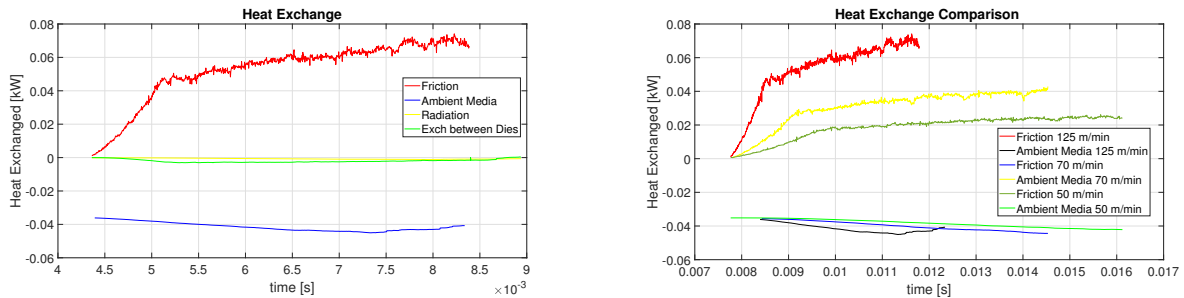 Heat Exchange
Heat Exchanged [kW]
0.08
0.06
0.04
0.02
0
-0.02
-0.04
-0.06
4
4.5
5
5.5
6
6.5
7
7.5
8
8.5
9
×10⁻³
time [s]
Friction
Ambient Media
Radiation
Exch between Dies
Heat Exchange Comparison
Heat Exchanged [kW]
0.08
0.06
0.04
0.02
0
-0.02
-0.04
-0.06
0.007
0.008
0.009
0.01
0.011
0.012
0.013
0.014
0.015
0.016
0.017
time [s]
Friction 125 m/min
Ambient Media 125 m/min
Friction 70 m/min
Ambient Media 70 m/min
Friction 50 m/min
Ambient Media 50 m/min